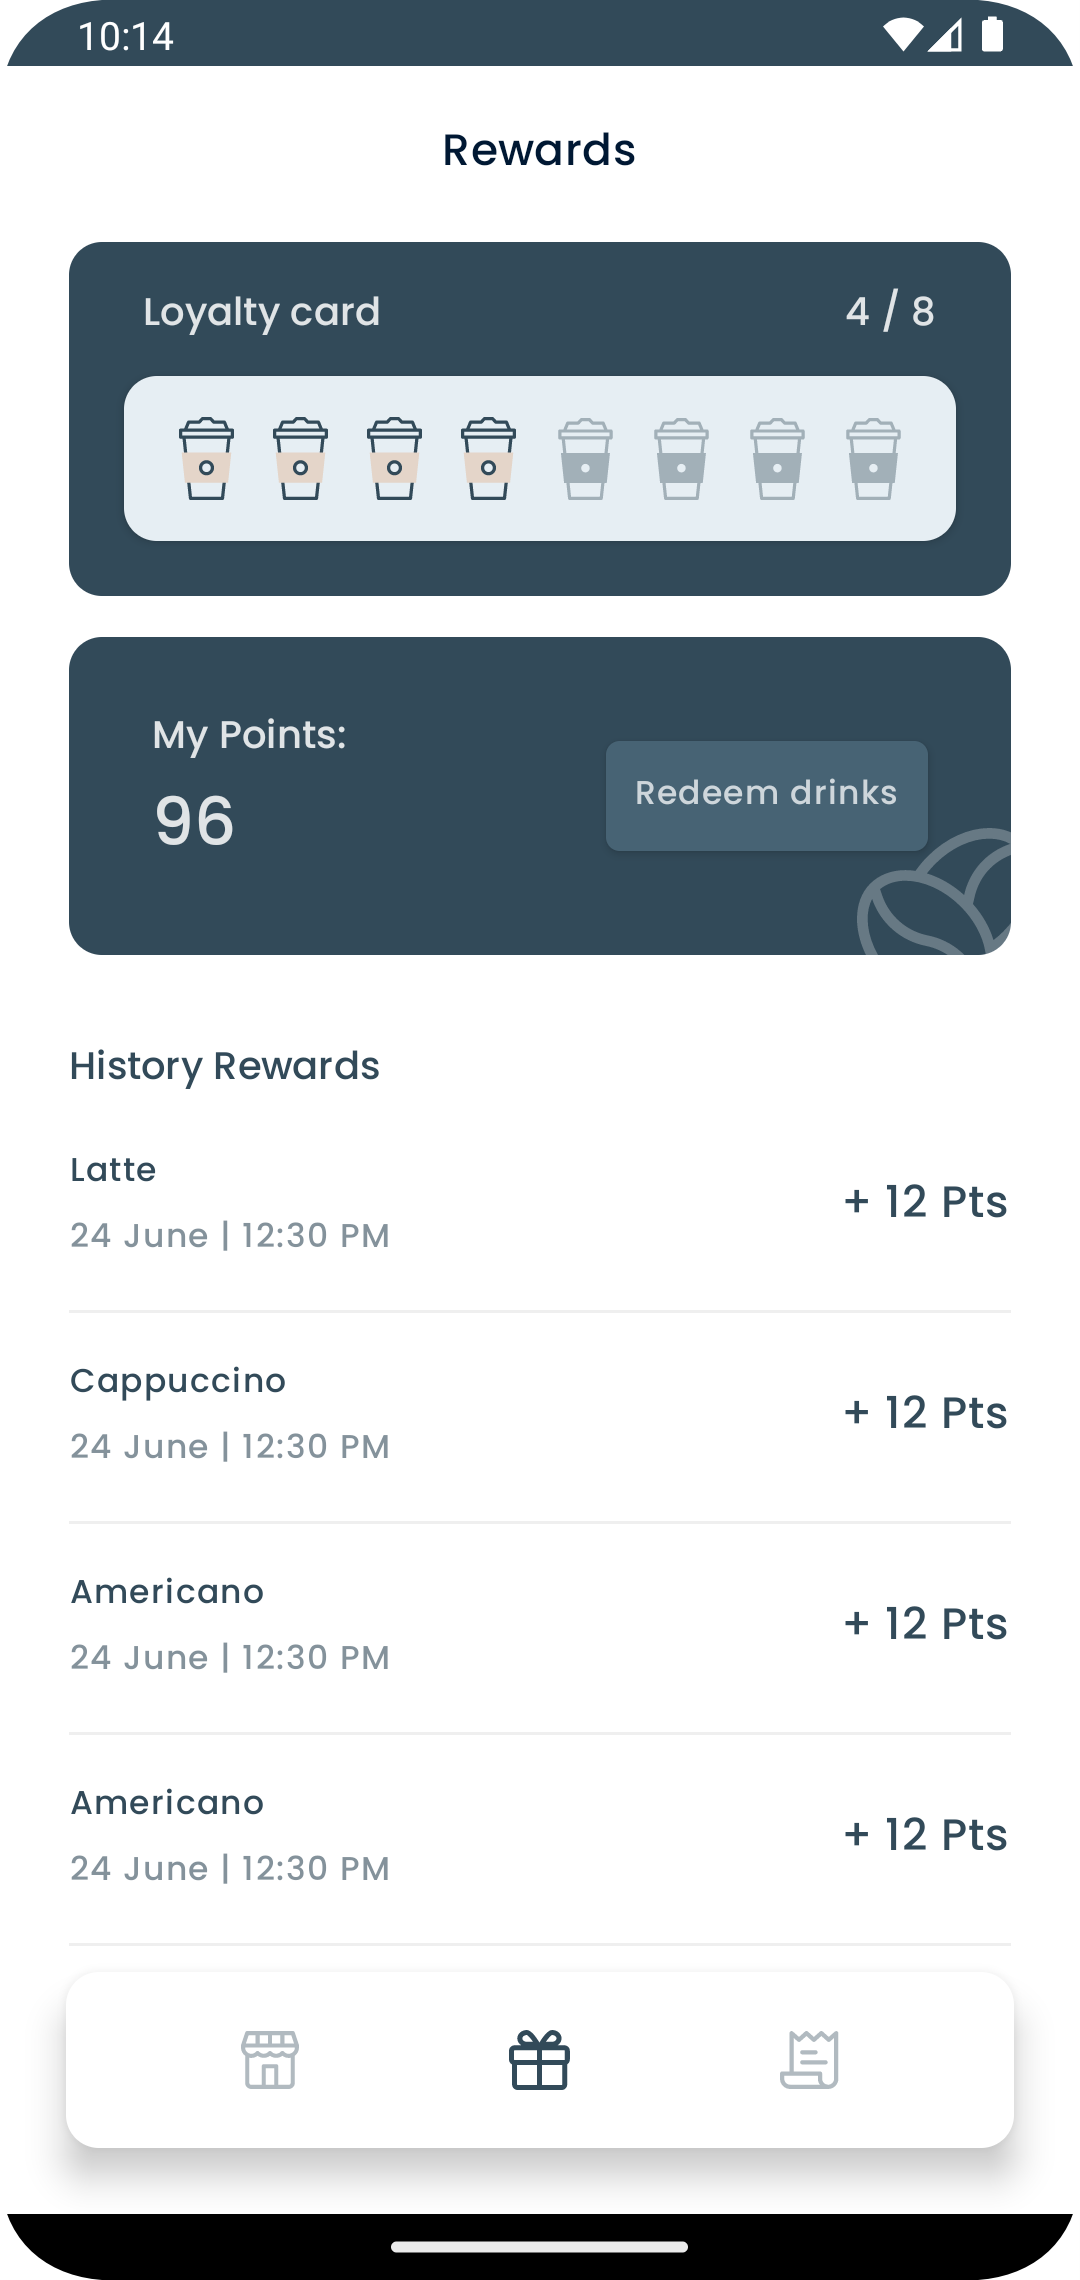 10:14
Rewards
Loyalty card 4 / 8
My Points:
96
Redeem drinks
History Rewards
Latte
24 June | 12:30 PM
+ 12 Pts
Cappuccino
24 June | 12:30 PM
+ 12 Pts
Americano
24 June | 12:30 PM
+ 12 Pts
Americano
24 June | 12:30 PM
+ 12 Pts